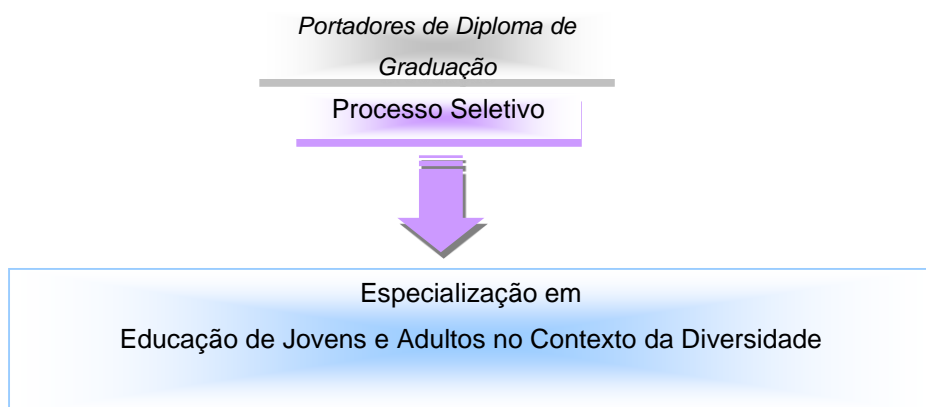 Portadores de Diploma de
Graduação
Processo Seletivo
Especialização em
Educação de Jovens e Adultos no Contexto da Diversidade